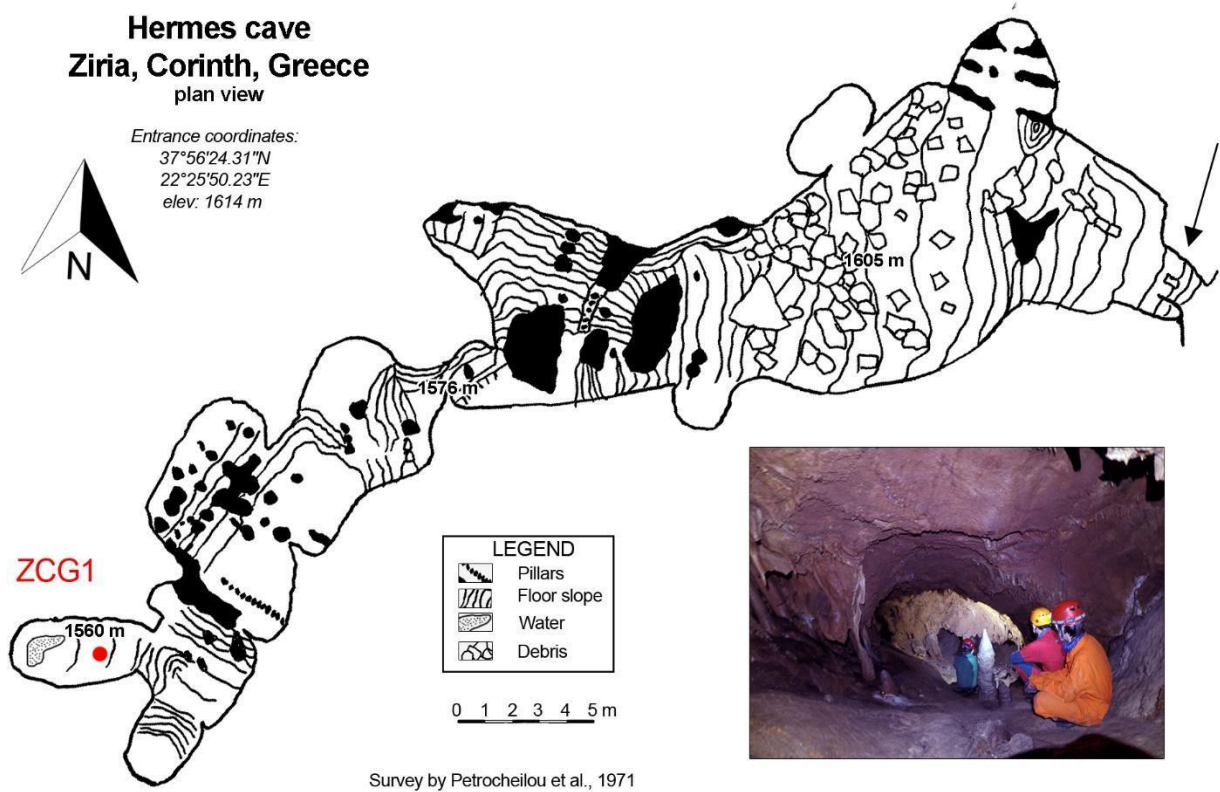 Hermes cave
Ziria, Corinth, Greece
plan view
Entrance coordinates:
37°56'24.31"N
22°25'50.23"E
elev: 1614 m
N
1605 m
1576 m
ZCG1
1560 m
LEGEND
Pillars
Floor slope
Water
Debris
0 1 2 3 4 5 m
Survey by Petrocheilou et al., 1971